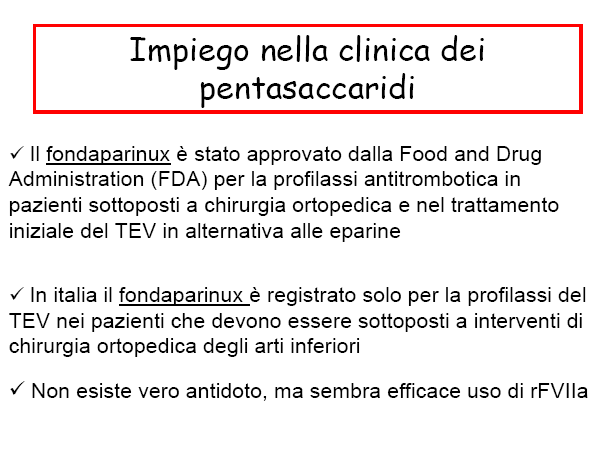 Impiego nella clinica dei
pentasaccaridi
✓ Il fondaparinux è stato approvato dalla Food and Drug
Administration (FDA) per la profilassi antitrombotica in
pazienti sottoposti a chirurgia ortopedica e nel trattamento
iniziale del TEV in alternativa alle eparine
✓ In italia il fondaparinux è registrato solo per la profilassi del
TEV nei pazienti che devono essere sottoposti a interventi di
chirurgia ortopedica degli arti inferiori
✓ Non esiste vero antidoto, ma sembra efficace uso di rFVIIa